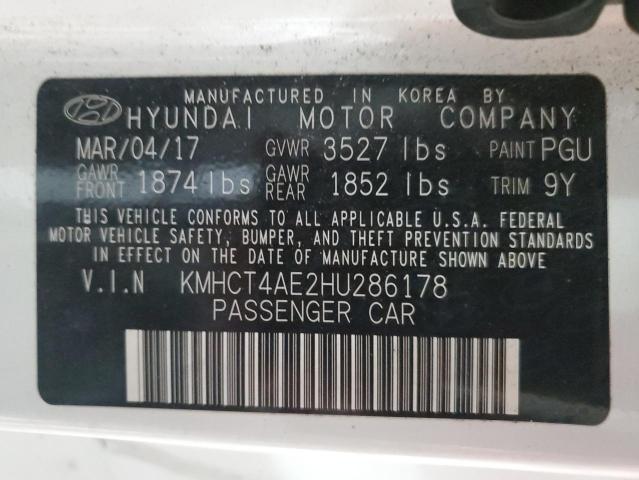 MANUFACTURED IN KOREA BY
HYUNDAI MOTOR COMPANY
MAR/04/17 GVWR 3527 lbs PAINT PGU
GAWR FRONT 1874 lbs GAWR REAR 1852 lbs TRIM 9Y
THIS VEHICLE CONFORMS TO ALL APPLICABLE U.S.A. FEDERAL
MOTOR VEHICLE SAFETY, BUMPER, AND THEFT PREVENTION STANDARDS
IN EFFECT ON THE DATE OF MANUFACTURE SHOWN ABOVE.
V.I.N KMHCT4AE2HU286178
PASSENGER CAR